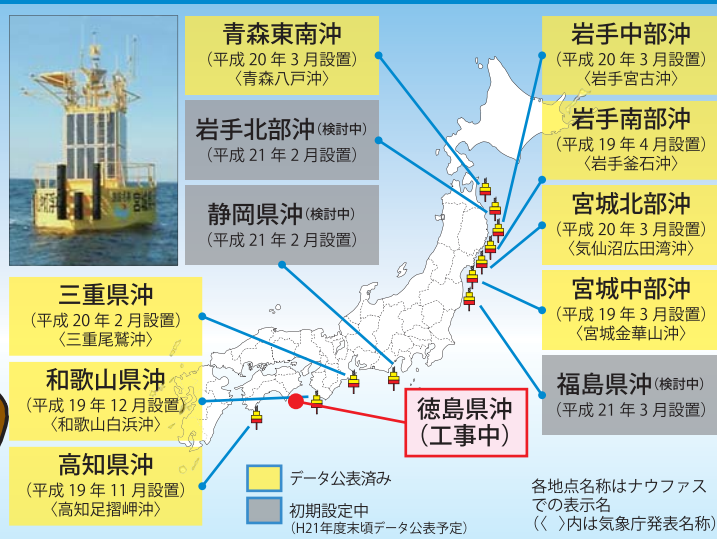 青森東南沖
(平成20年3月設置)
〈青森八戸沖〉
岩手北部沖(検討中)
(平成21年2月設置)
静岡県沖(検討中)
(平成21年2月設置)
三重県沖
(平成20年2月設置)
〈三重尾鷲沖〉
和歌山県沖
(平成19年12月設置)
〈和歌山白浜沖〉
高知県沖
(平成19年11月設置)
〈高知足摺岬沖〉
岩手中部沖
(平成20年3月設置)
〈岩手宮古沖〉
岩手南部沖
(平成19年4月設置)
〈岩手釜石沖〉
宮城北部沖
(平成20年3月設置)
〈気仙沼広田湾沖〉
宮城中部沖
(平成19年3月設置)
〈宮城金華山沖〉
福島県沖(検討中)
(平成21年3月設置)
徳島県沖
(工事中)
データ公表済み
初期設定中
(H21年度末頃データ公表予定)
各地点名称はナウファス
での表示名
(〈 〉内は気象庁発表名称)